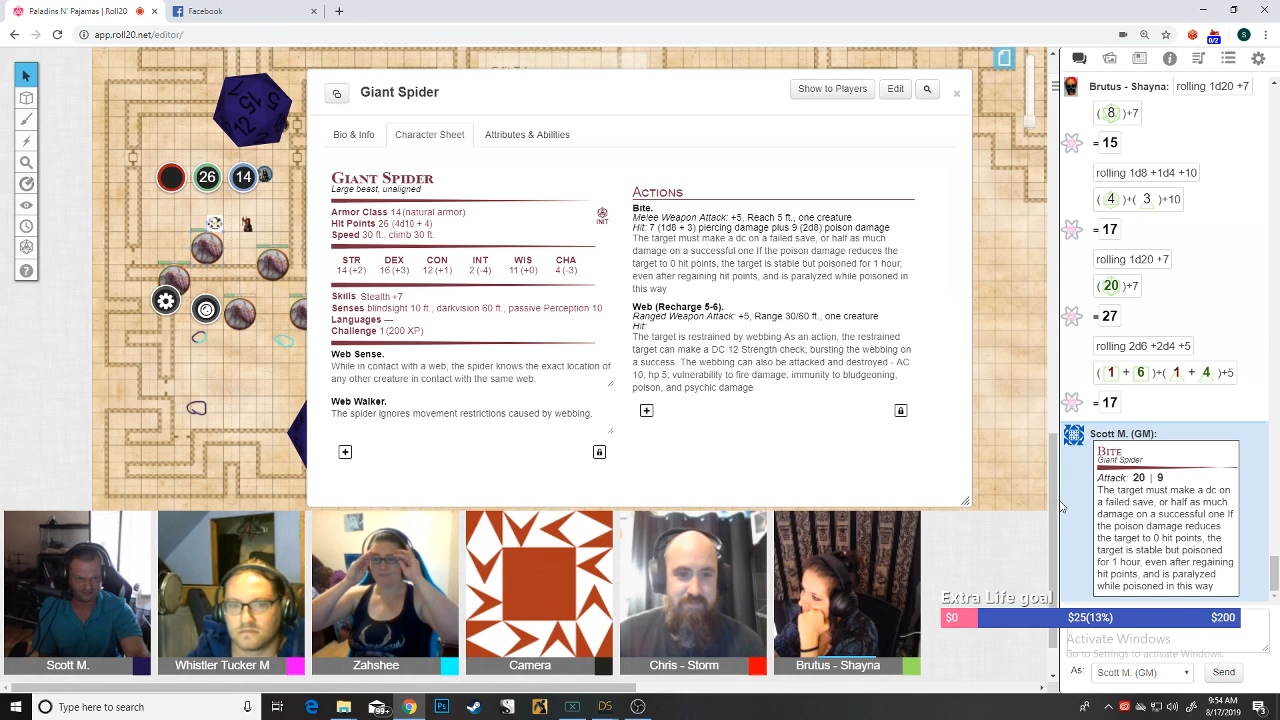 Paladins N' Pajamas | Roll20
Facebook
app.roll20.net/editor/
S
0/2
26
14
Giant Spider
Show to Players
Edit
Bio & Info
Character Sheet
Attributes & Abilities
GIANT SPIDER
Large beast, unaligned
Armor Class 14 (natural armor)
Hit Points 26 (4d10 + 4)
Speed 30 ft., climb 30 ft.
INIT
STR DEX CON INT WIS CHA
14 (+2) 16 (+3) 12 (+1) 2 (-4) 11 (+0) 4 (-3)
Skills Stealth +7
Senses blindsight 10 ft., darkvision 60 ft., passive Perception 10
Languages —
Challenge 1 (200 XP)
Web Sense.
While in contact with a web, the spider knows the exact location of
any other creature in contact with the same web.
Web Walker.
The spider ignores movement restrictions caused by webbing.
ACTIONS
Bite.
Melee Weapon Attack: +5, Reach 5 ft., one creature
Hit: 7 (1d8 + 3) piercing damage plus 9 (2d8) poison damage
The target must make a dc on a failed save, or half as much
damage on a successful one If the poison damage reduces
the target to 0 hit points, the target is stable but poisoned for 1 hour,
even after regaining hit points, and is paralyzed while poisoned in
this way
Web (Recharge 5-6).
Ranged Weapon Attack: +5, Range 30/60 ft., one creature
Hit:
The target is restrained by webbing As an action, the restrained
target can make a DC 12 Strength check, bursting the webbing on
a success. The webbing can also be attacked and destroyed - AC
10; hp 5; vulnerability to fire damage; immunity to bludgeoning,
poison, and psychic damage
Brutus - Shayna: rolling 1d20 +7
( 8 )+7
= 15
rolling 1d8 +1d4 +10
( 4 )+( 3 )+10
= 17
rolling 1d20 +7
( 20 )+7
= 27
rolling 2d6 +2d4 +5
( 1 + 6 )+( 1 + 4 )+5
= 17
Scott M. (GM):
BITE
Giant Spider
Attack: 20 | 9
The target must make a dc on
a failed save, or half as much
damage on a successful one If
the poison damage reduces
the target to 0 hit points, the
target is stable but poisoned
for 1 hour, even after regaining
hit points, and is paralyzed
while poisoned in this way
Extra Life goal
$0 $25(13%) $200
Activate Windows
Go to Settings to activate Windows.
As: Scott M. (GM)
Send
Scott M.
Whistler Tucker M
Zahshee
Camera
Chris - Storm
Brutus - Shayna
Type here to search
99+
Ps
DS
9:54 AM
8/17/2019